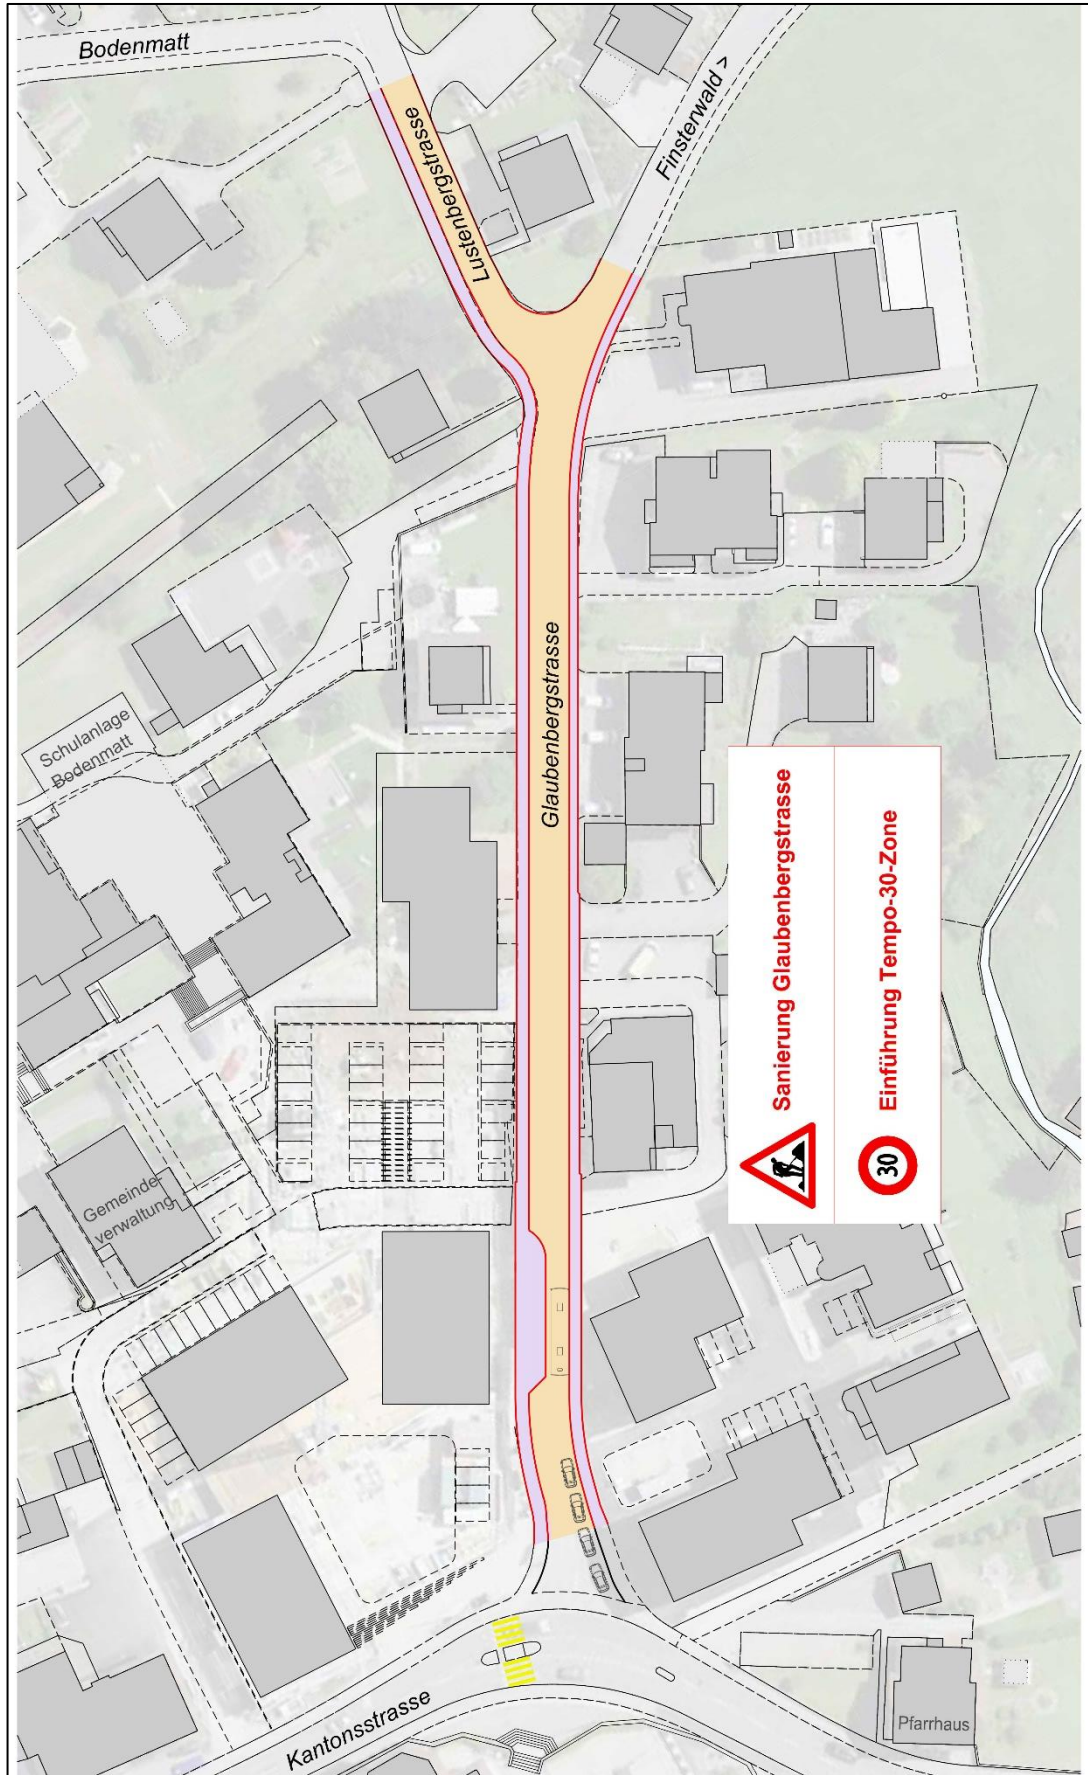 Bodenmatt
Lustenbergstrasse
Finsterwald >
Glaubenbergstrasse
Schulanlage
Bodenmatt
Sanierung Glaubenbergstrasse
30
Einführung Tempo-30-Zone
Gemeinde-
verwaltung
Kantonsstrasse
Pfarrhaus